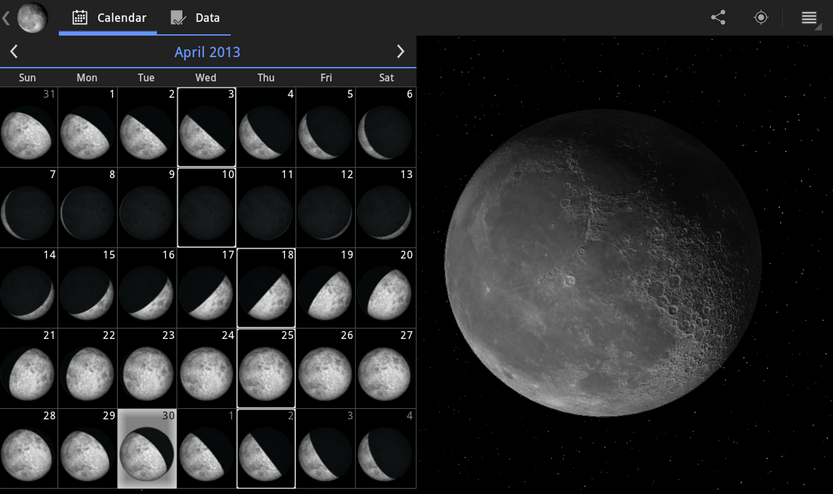 Calendar Data
April 2013
Sun Mon Tue Wed Thu Fri Sat
31 1 2 3 4 5 6
7 8 9 10 11 12 13
14 15 16 17 18 19 20
21 22 23 24 25 26 27
28 29 30 1 2 3 4